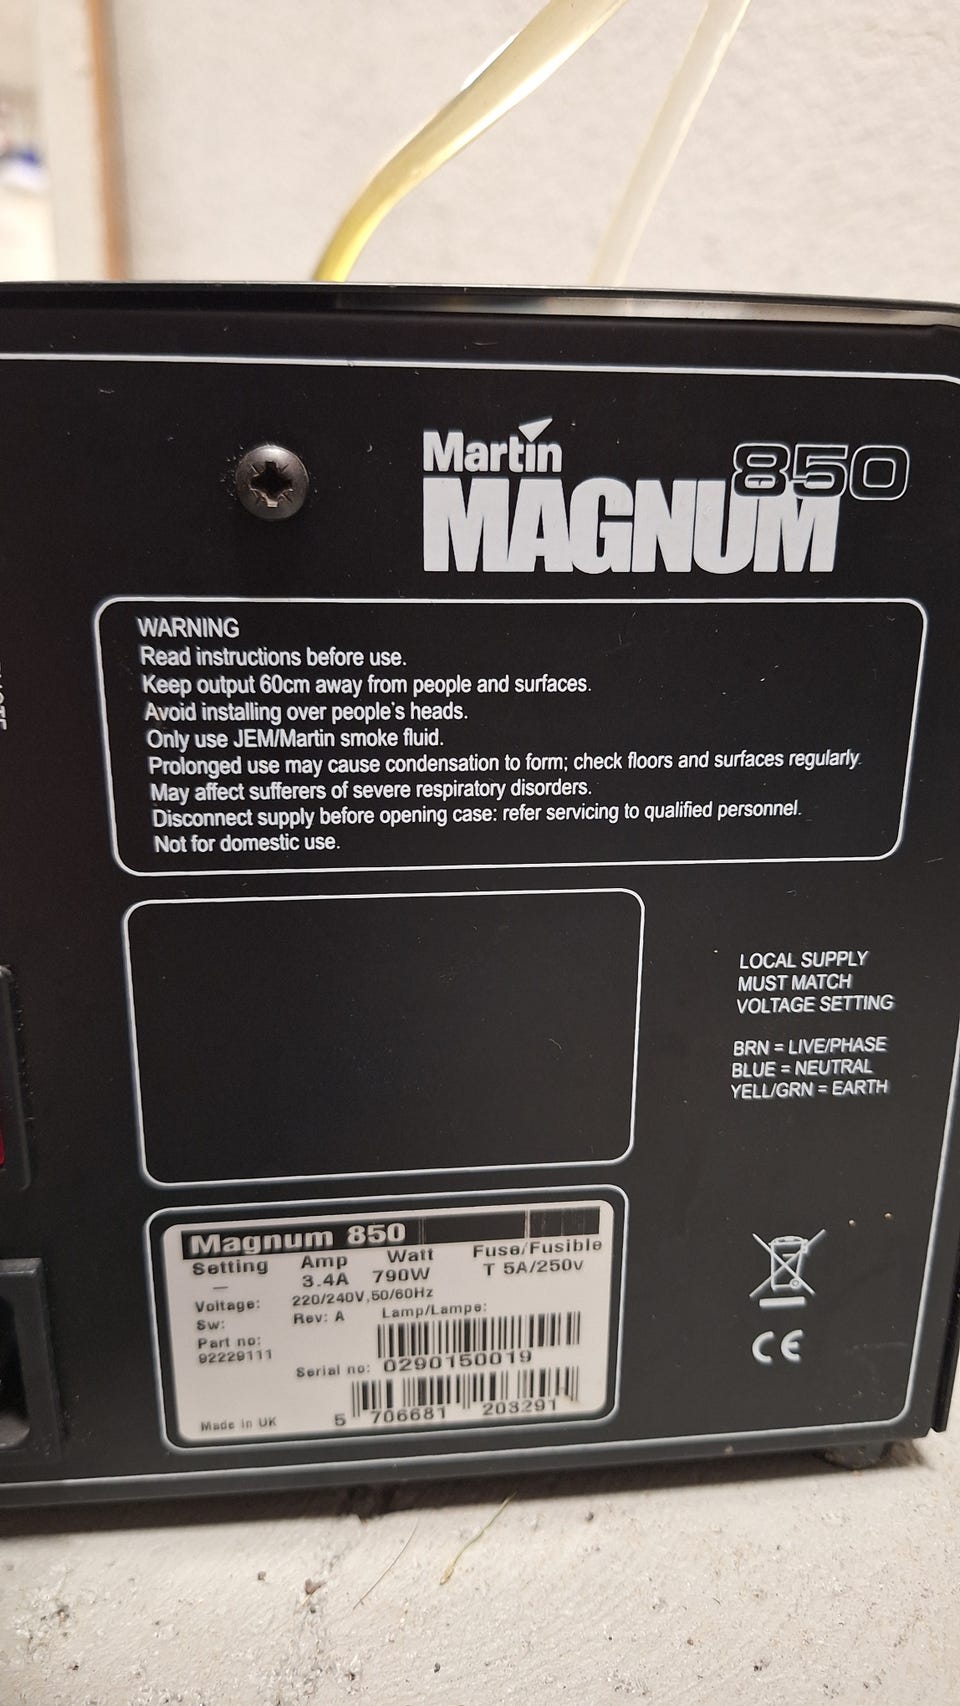 Martin
MAGNUM 850
WARNING
Read instructions before use.
Keep output 60cm away from people and surfaces.
Avoid installing over people's heads.
Only use JEM/Martin smoke fluid.
Prolonged use may cause condensation to form; check floors and surfaces regularly.
May affect sufferers of severe respiratory disorders.
Disconnect supply before opening case: refer servicing to qualified personnel.
Not for domestic use.
LOCAL SUPPLY
MUST MATCH
VOLTAGE SETTING
BRN = LIVE/PHASE
BLUE = NEUTRAL
YELL/GRN = EARTH
Magnum 850
Setting Amp Watt Fuse/Fusible
— 3.4A 790W T 5A/250v
Voltage: 220/240V,50/60Hz
Sw: Rev: A Lamp/Lampe:
Part no:
92229111
Serial no: 0290150019
Made in UK 5 706681 203291
CE